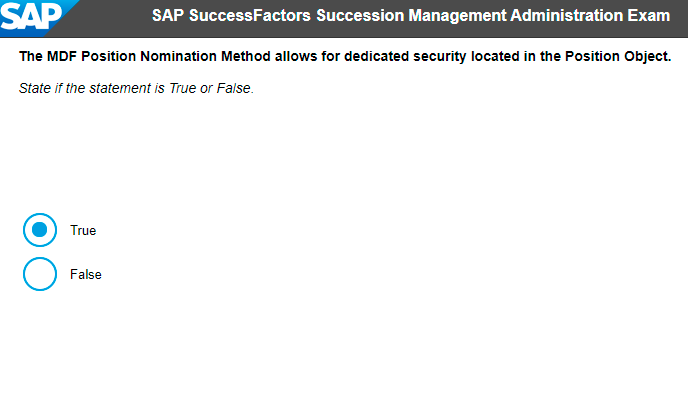 SAP
SAP SuccessFactors Succession Management Administration Exam
The MDF Position Nomination Method allows for dedicated security located in the Position Object.
State if the statement is True or False.
True
False